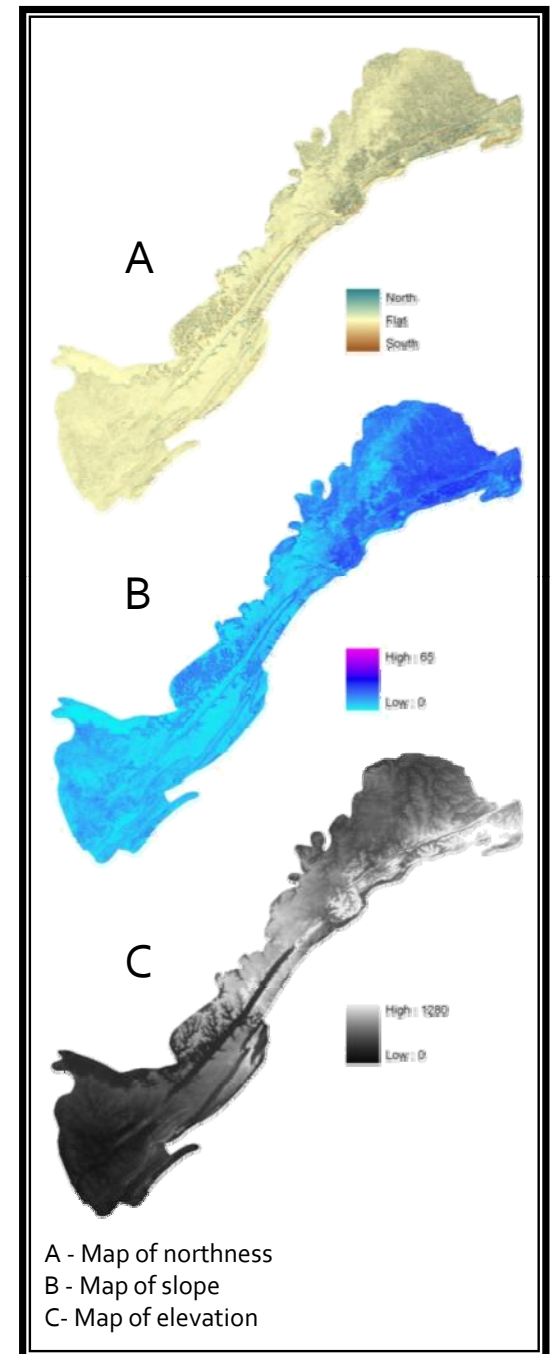 A
North
Flat
South
B
High : 65
Low : 0
C
High : 1280
Low : 0
A - Map of northness
B - Map of slope
C- Map of elevation